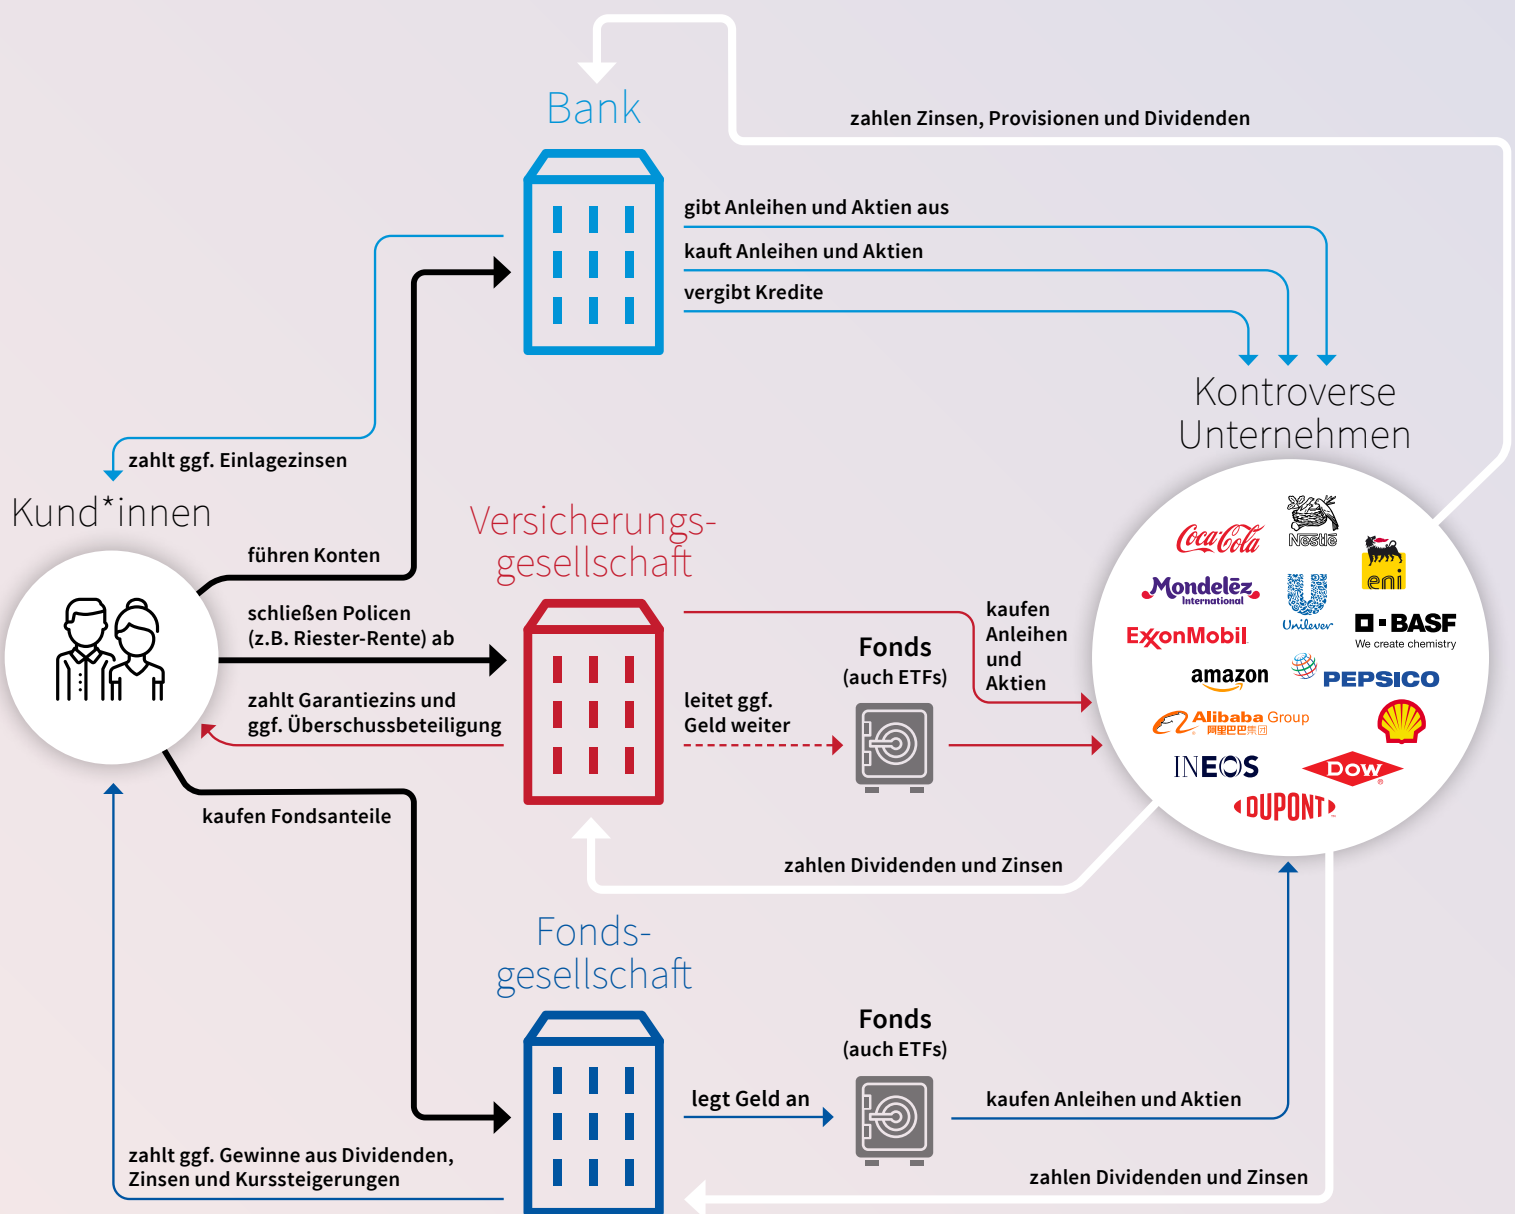 Bank
zahlen Zinsen, Provisionen und Dividenden
gibt Anleihen und Aktien aus
kauft Anleihen und Aktien
vergibt Kredite
Kontroverse
Unternehmen
zahlt ggf. Einlagezinsen
Kund*innen
führen Konten
schließen Policen
(z.B. Riester-Rente) ab
zahlt Garantiezins und
ggf. Überschussbeteiligung
kaufen Fondsanteile
Versicherungs-
gesellschaft
leitet ggf.
Geld weiter
Fonds
(auch ETFs)
kaufen
Anleihen
und
Aktien
Coca-Cola
Nestlé
eni
Mondelēz
International
Unilever
BASF
We create chemistry
ExxonMobil
amazon
PEPSICO
Alibaba Group
阿里巴巴集团
INEOS
Dow
®
DUPONT
zahlen Dividenden und Zinsen
Fonds-
gesellschaft
legt Geld an
Fonds
(auch ETFs)
kaufen Anleihen und Aktien
zahlt ggf. Gewinne aus Dividenden,
Zinsen und Kurssteigerungen
zahlen Dividenden und Zinsen